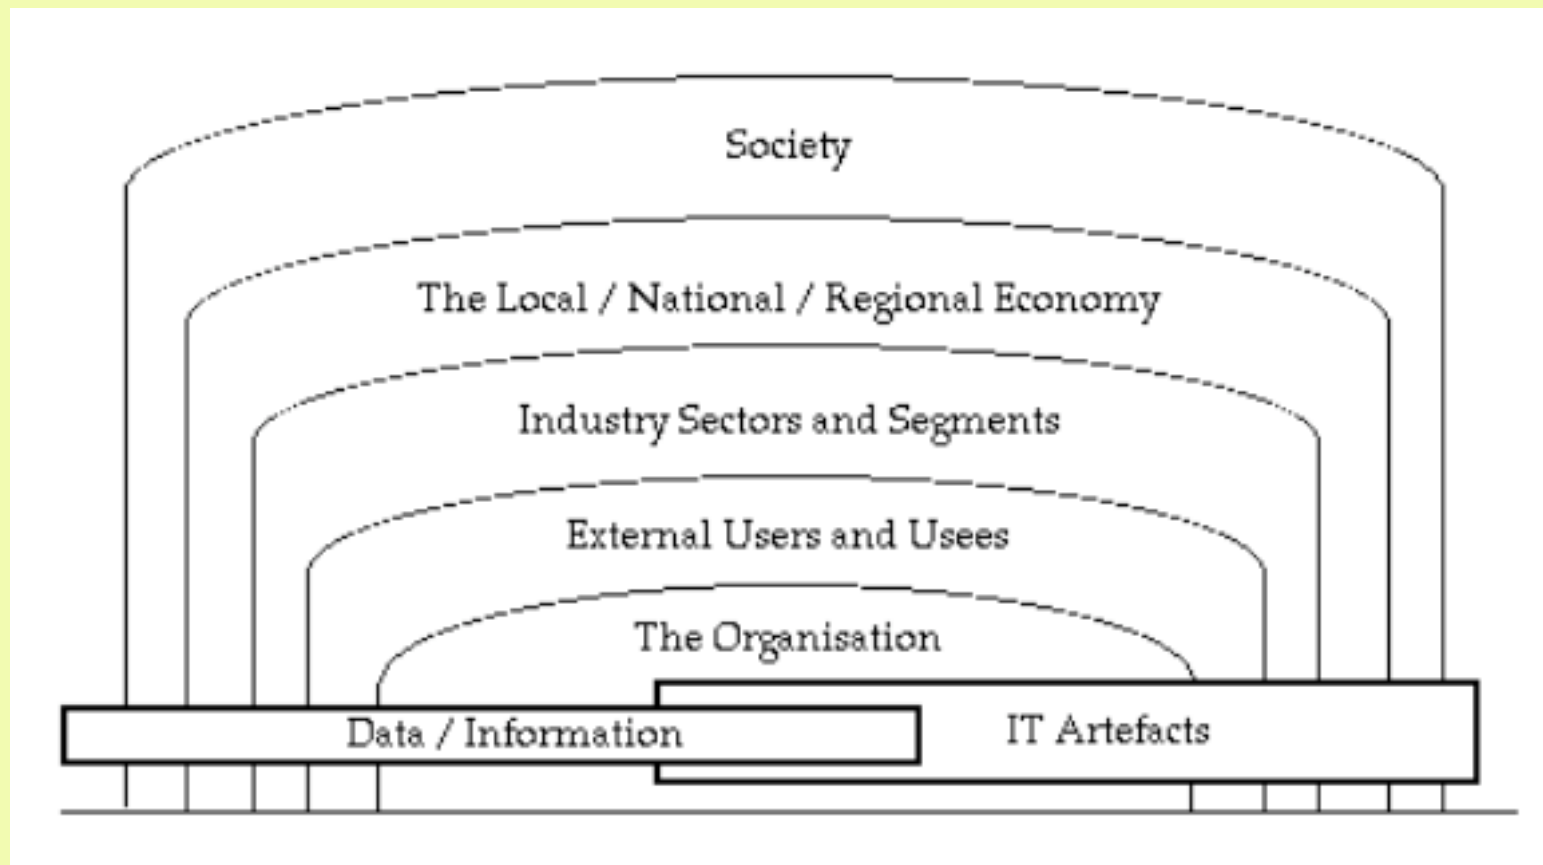 Society
The Local / National / Regional Economy
Industry Sectors and Segments
External Users and Usees
The Organisation
Data / Information
IT Artefacts